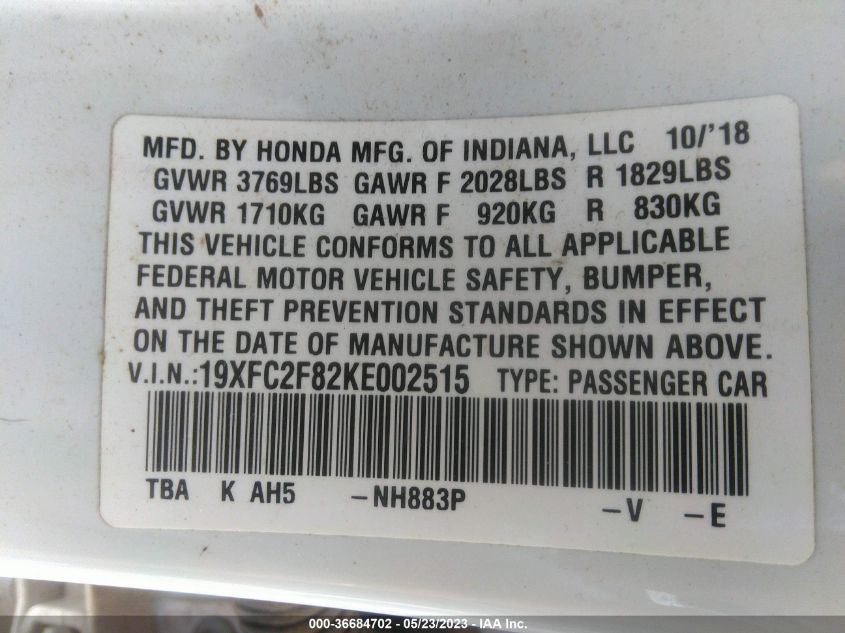 MFD. BY HONDA MFG. OF INDIANA, LLC 10/'18
GVWR 3769LBS GAWR F 2028LBS R 1829LBS
GVWR 1710KG GAWR F 920KG R 830KG
THIS VEHICLE CONFORMS TO ALL APPLICABLE
FEDERAL MOTOR VEHICLE SAFETY, BUMPER,
AND THEFT PREVENTION STANDARDS IN EFFECT
ON THE DATE OF MANUFACTURE SHOWN ABOVE.
V.I.N.:19XFC2F82KE002515 TYPE: PASSENGER CAR
TBA K AH5 -NH883P -V -E
000-36684702 - 05/23/2023 - IAA Inc.